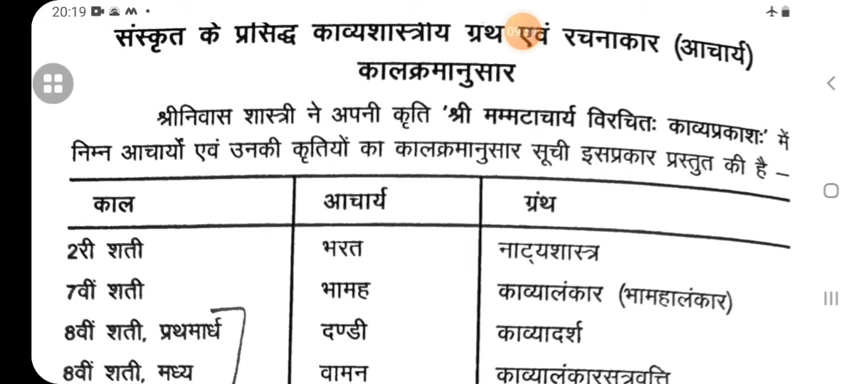 20:19
संस्कृत के प्रसिद्ध काव्यशास्त्रीय ग्रंथ एवं रचनाकार (आचार्य)
कालक्रमानुसार
श्रीनिवास शास्त्री ने अपनी कृति 'श्री मम्मटाचार्य विरचितः काव्यप्रकाशः' में
निम्न आचार्यो एवं उनकी कृतियों का कालक्रमानुसार सूची इसप्रकार प्रस्तुत की है –
काल आचार्य ग्रंथ
2री शती भरत नाट्यशास्त्र
7वीं शती भामह काव्यालंकार (भामहालंकार)
8वीं शती, प्रथमार्ध दण्डी काव्यादर्श
8वीं शती, मध्य वामन काव्यालंकारसूत्रवृत्ति